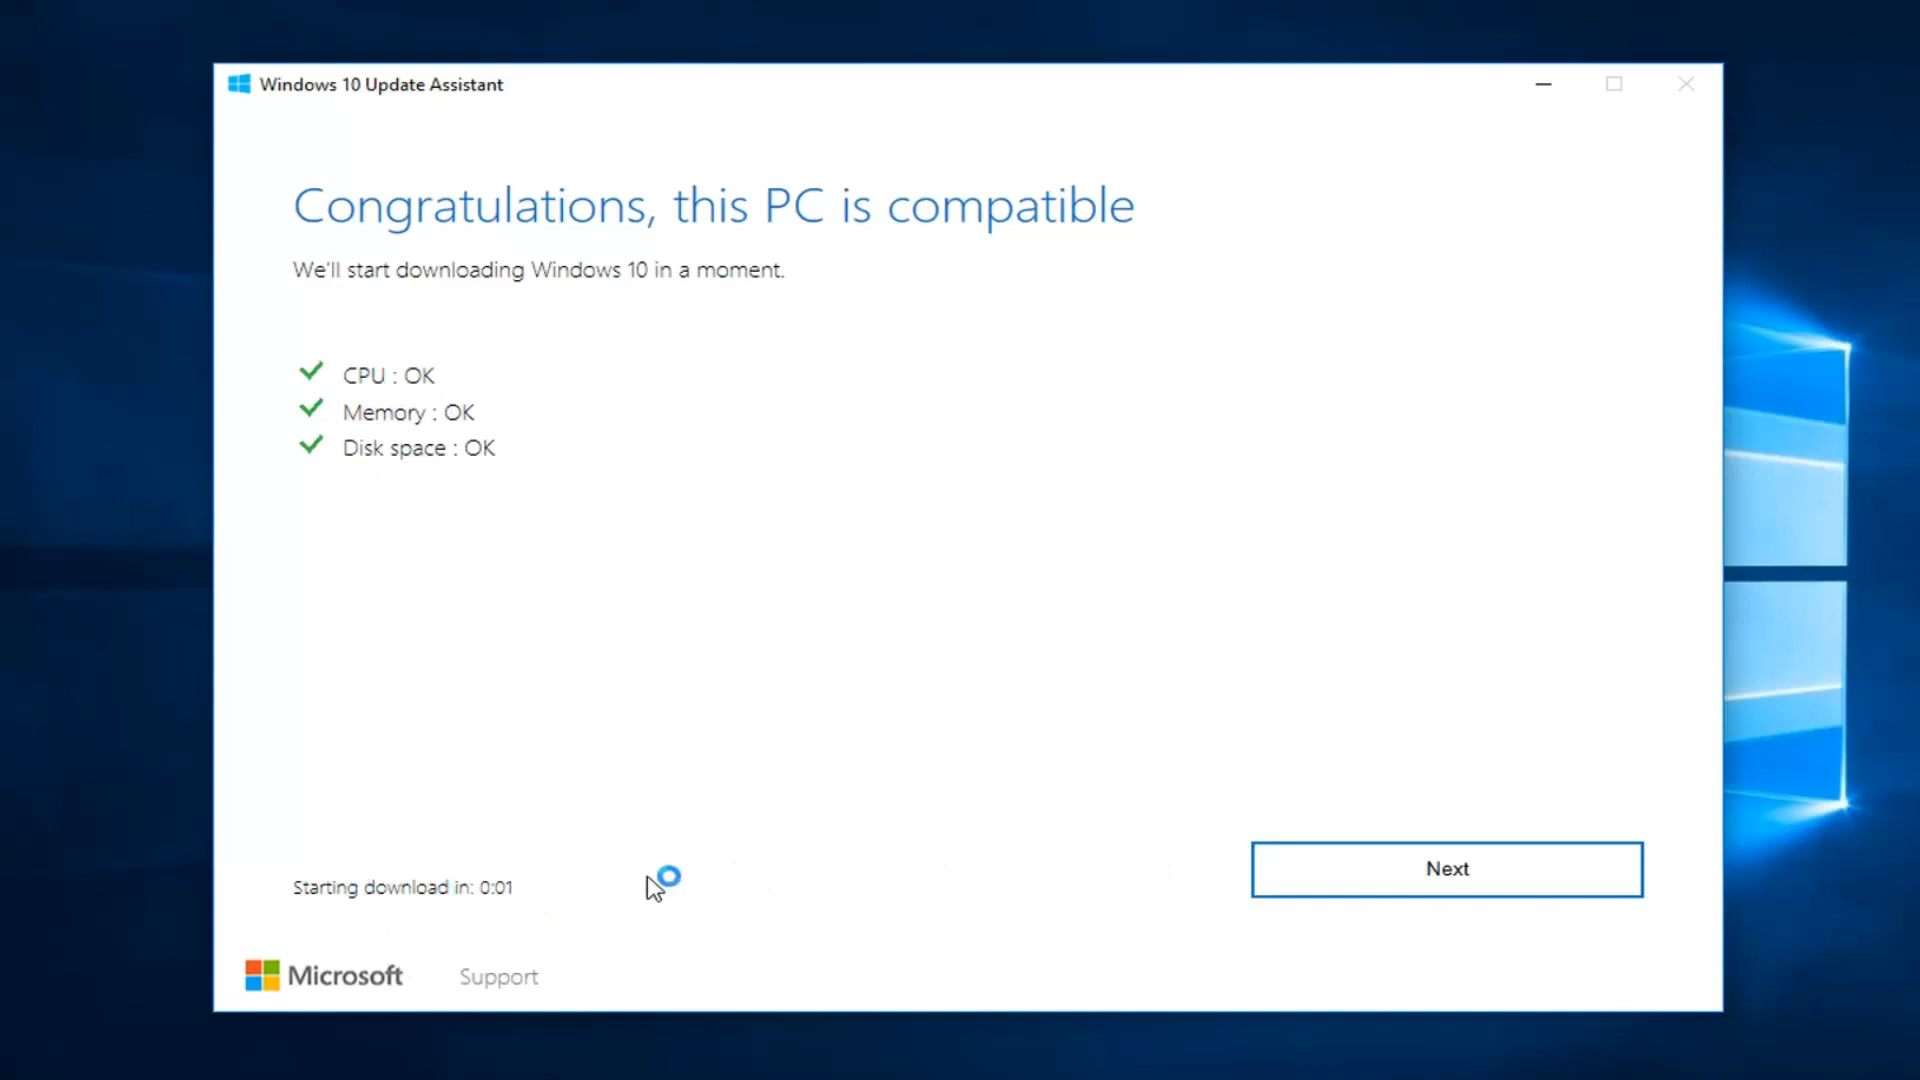 Windows 10 Update Assistant
Congratulations, this PC is compatible
We'll start downloading Windows 10 in a moment.
CPU : OK
Memory : OK
Disk space : OK
Next
Starting download in: 0:01
Microsoft Support